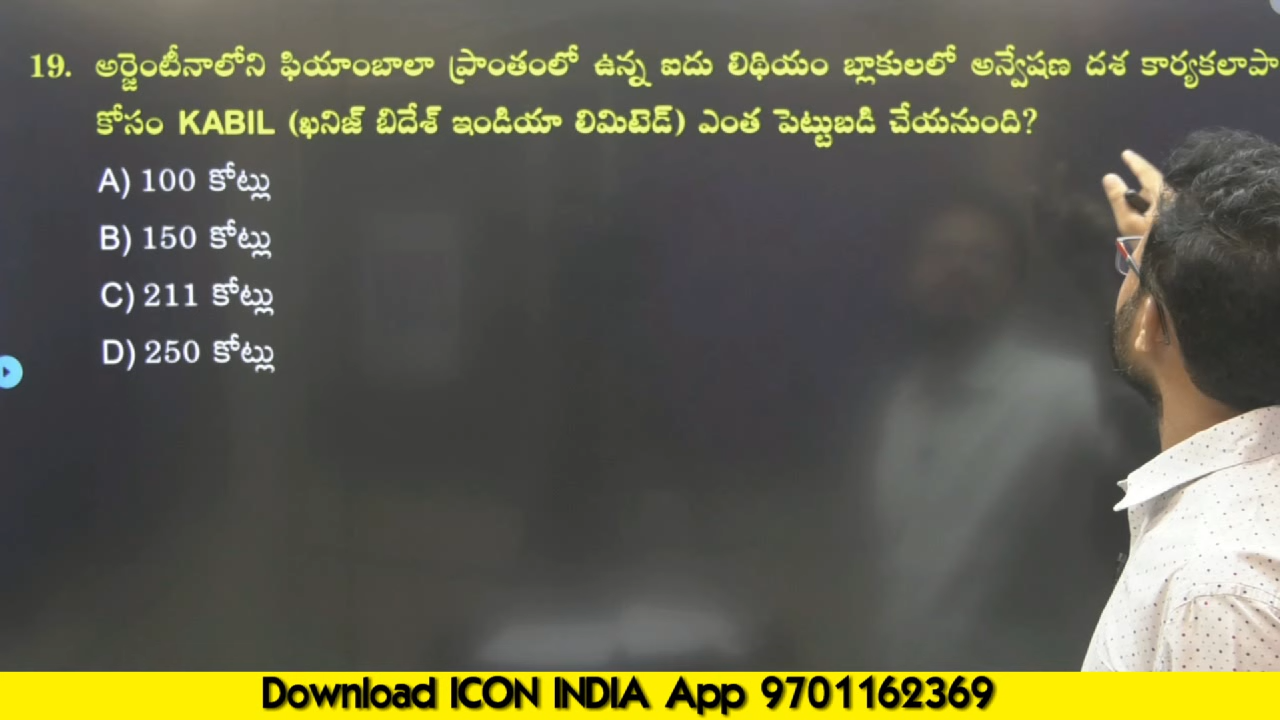 19. అర్జెంటీనాలోని ఫియాంబాలా ప్రాంతంలో ఉన్న ఐదు లిథియం బ్లాకులలో అన్వేషణ దశ కార్యకలాపా
కోసం KABIL (ఖనిజ్ బిదేశ్ ఇండియా లిమిటెడ్) ఎంత పెట్టుబడి చేయనుంది?
A) 100 కోట్లు
B) 150 కోట్లు
C) 211 కోట్లు
D) 250 కోట్లు
Download ICON INDIA App 9701162369